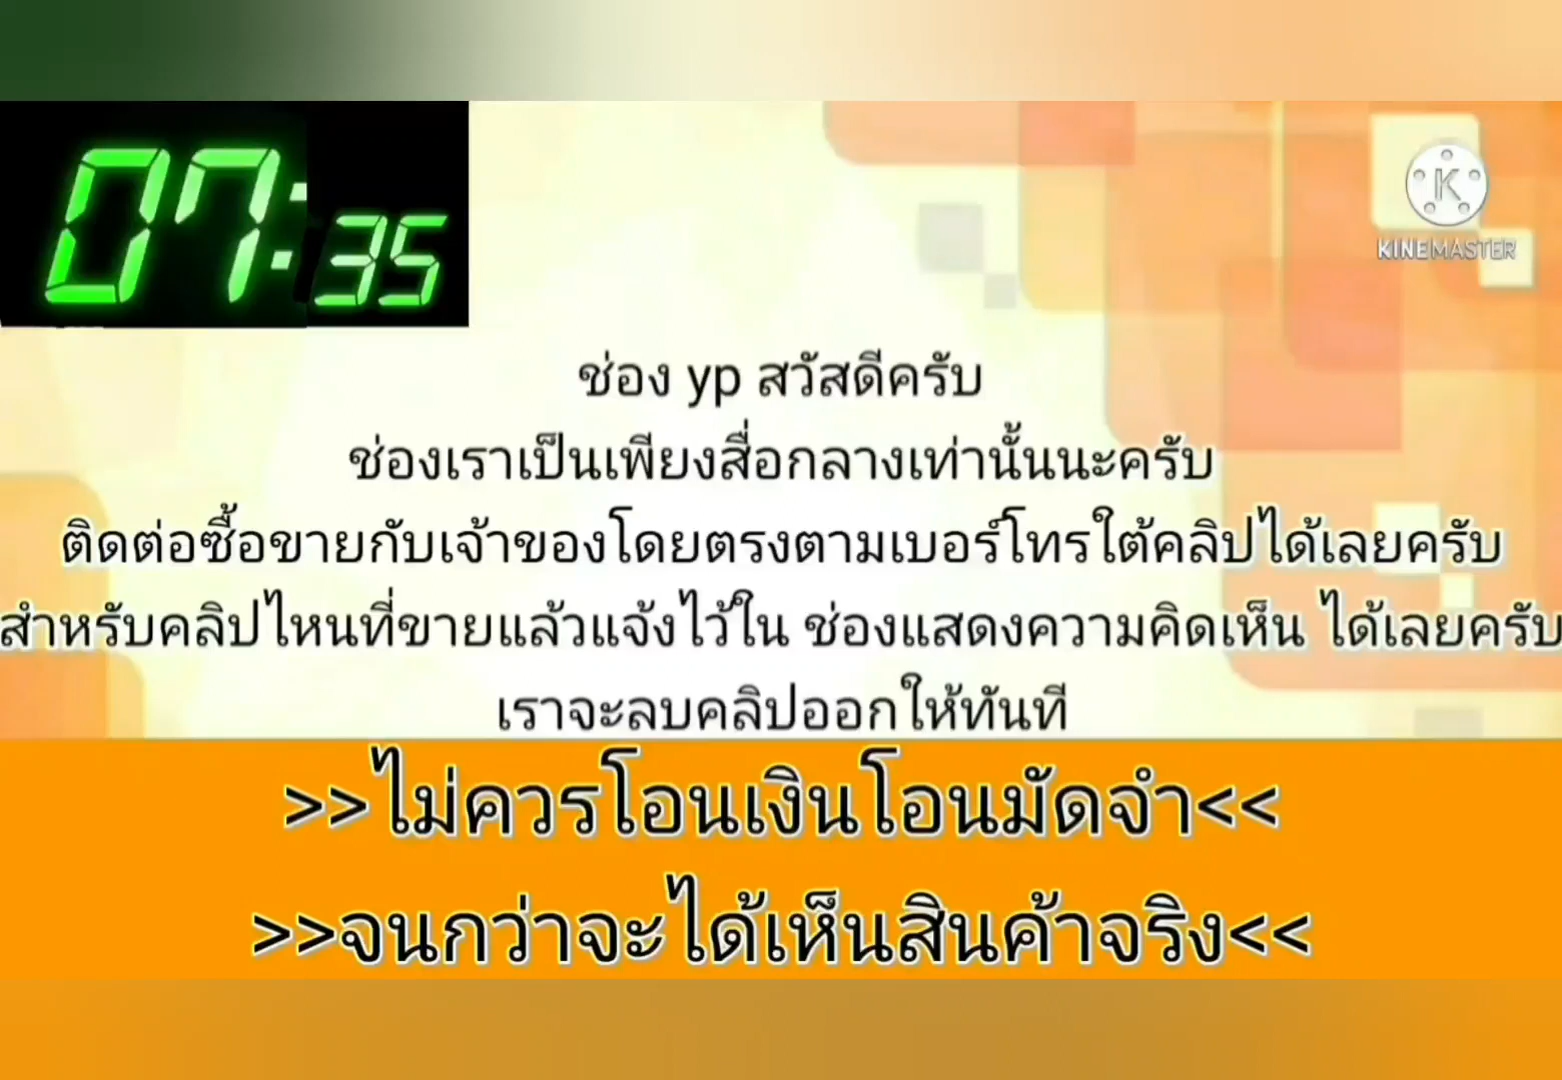 07:35
KINEMASTER
ช่อง yp สวัสดีครับ
ช่องเราเป็นเพียงสื่อกลางเท่านั้นนะครับ
ติดต่อซื้อขายกับเจ้าของโดยตรงตามเบอร์โทรใต้คลิปได้เลยครับ
สำหรับคลิปไหนที่ขายแล้วแจ้งไว้ใน ช่องแสดงความคิดเห็น ได้เลยครับ
เราจะลบคลิปออกให้ทันที
>>ไม่ควรโอนเงินโอนมัดจำ<<
>>จนกว่าจะได้เห็นสินค้าจริง<<